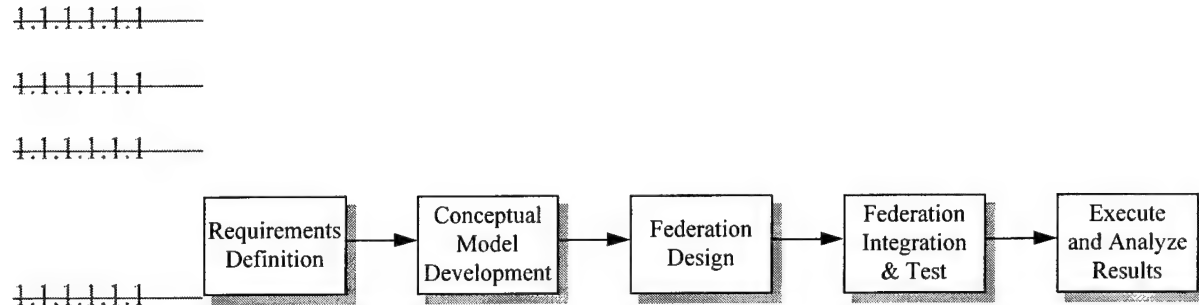 1.1.1.1.1.1
1.1.1.1.1.1
1.1.1.1.1.1
Requirements
Definition
Conceptual
Model
Development
Federation
Design
Federation
Integration
& Test
Execute
and Analyze
Results
1.1.1.1.1.1